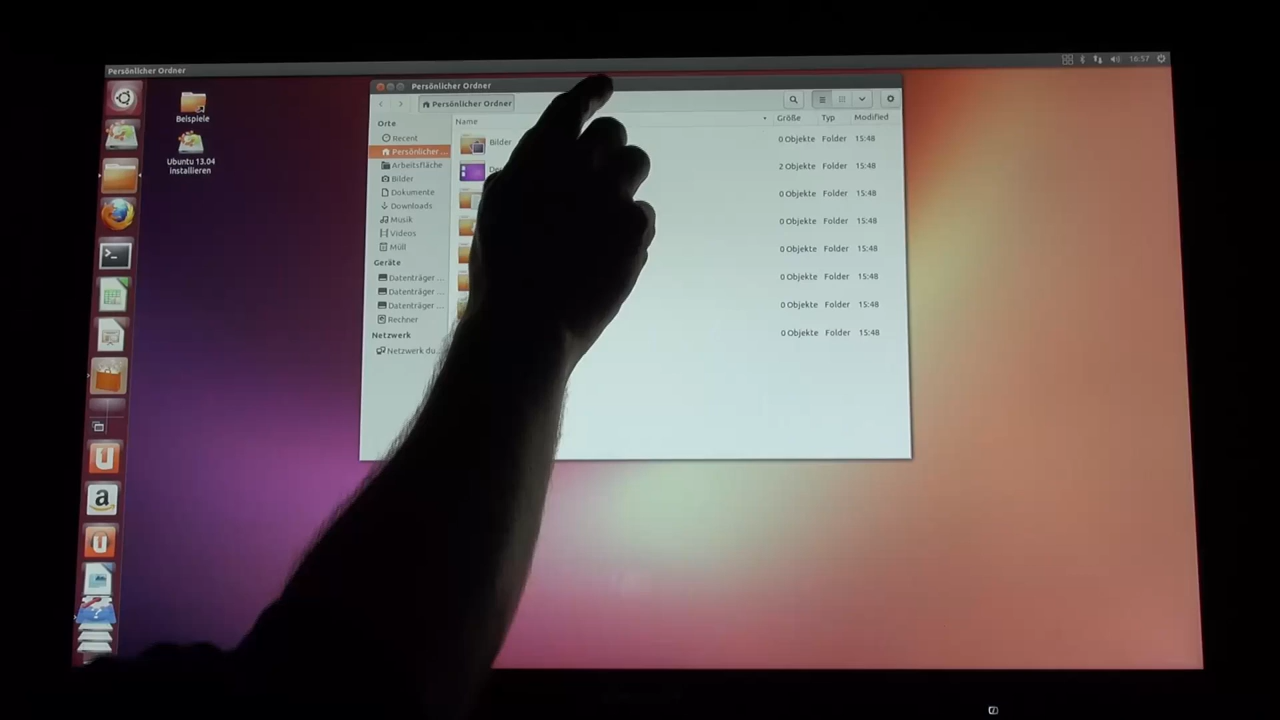 Persönlicher Ordner
16:57
Persönlicher Ordner
Persönlicher Ordner
Beispiele
Ubuntu 13.04
installieren
Orte
Recent
Persönlicher ...
Arbeitsfläche
Bilder
Dokumente
Downloads
Musik
Videos
Müll
Geräte
Datenträger ...
Datenträger ...
Datenträger ...
Rechner
Netzwerk
Netzwerk du...
Name Größe Typ Modified
Bilder 0 Objekte Folder 15:48
2 Objekte Folder 15:48
0 Objekte Folder 15:48
0 Objekte Folder 15:48
0 Objekte Folder 15:48
0 Objekte Folder 15:48
0 Objekte Folder 15:48
0 Objekte Folder 15:48